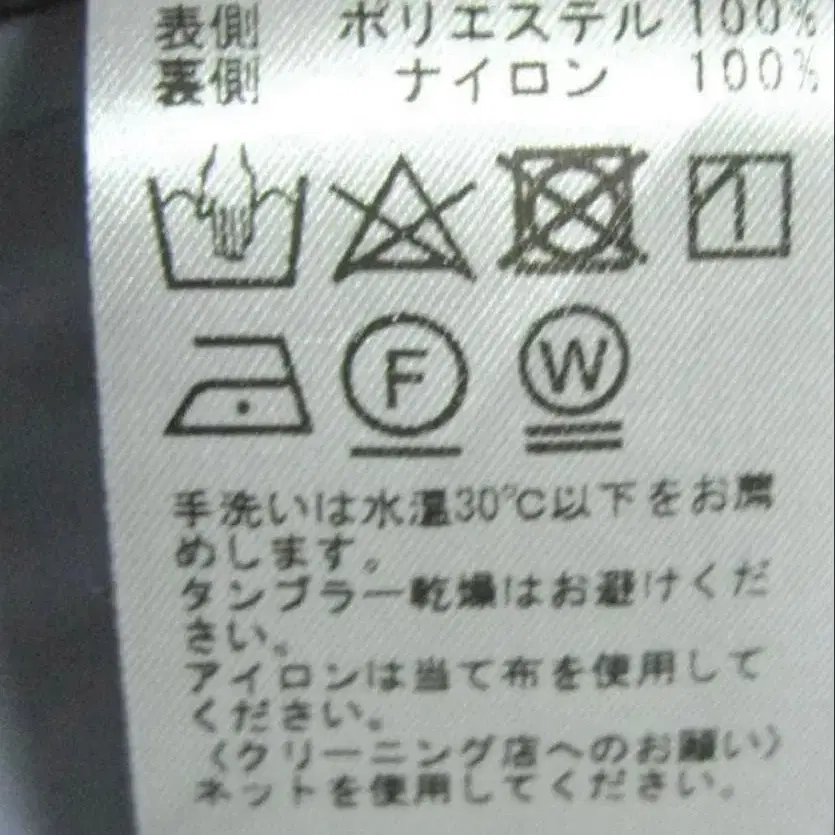 表側 ポリエステル 100%
裏側 ナイロン 100%
F W
手洗いは水温30℃以下をお薦
めします。
タンブラー乾燥はお避けくだ
さい。
アイロンは当て布を使用して
ください。
〈クリーニング店へのお願い〉
ネットを使用してください。